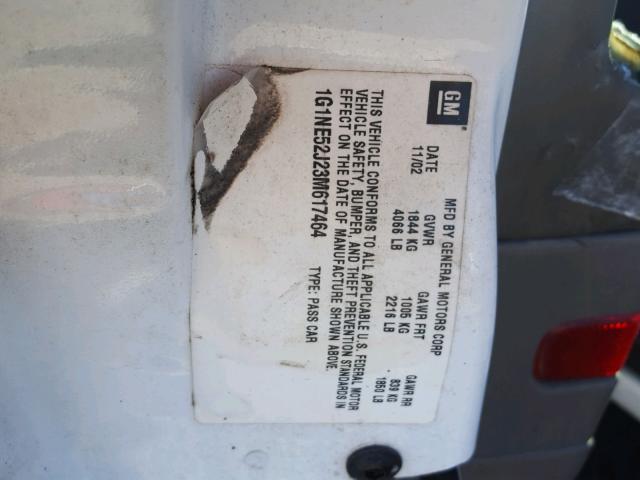 GM
MFD BY GENERAL MOTORS CORP
DATE GVWR GAWR FRT GAWR RR
11/02 1844 KG 1005 KG 839 KG
4066 LB 2216 LB 1850 LB
THIS VEHICLE CONFORMS TO ALL APPLICABLE U.S. FEDERAL MOTOR
VEHICLE SAFETY, BUMPER, AND THEFT PREVENTION STANDARDS IN
EFFECT ON THE DATE OF MANUFACTURE SHOWN ABOVE.
1G1NE52J23M617464 TYPE: PASS CAR